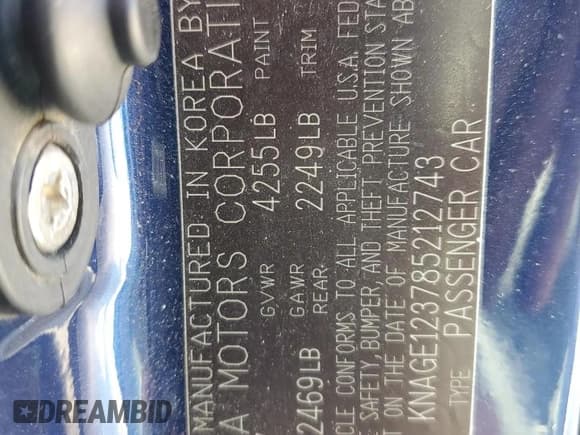 MANUFACTURED IN KOREA BY
A MOTORS CORPORATI
GVWR 4255LB PAINT
GAWR
2469LB REAR 2249LB TRIM
CLE CONFORMS TO ALL APPLICABLE U.S.A. FED
SAFETY, BUMPER, AND THEFT PREVENTION STA
T ON THE DATE OF MANUFACTURE SHOWN AB
KNAGE123785212743
TYPE PASSENGER CAR
DREAMBID